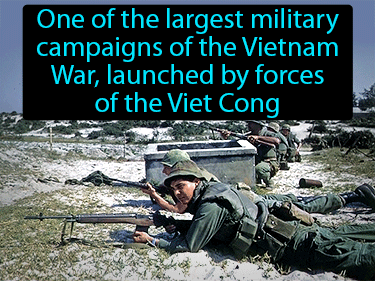 One of the largest military
campaigns of the Vietnam
War, launched by forces
of the Viet Cong